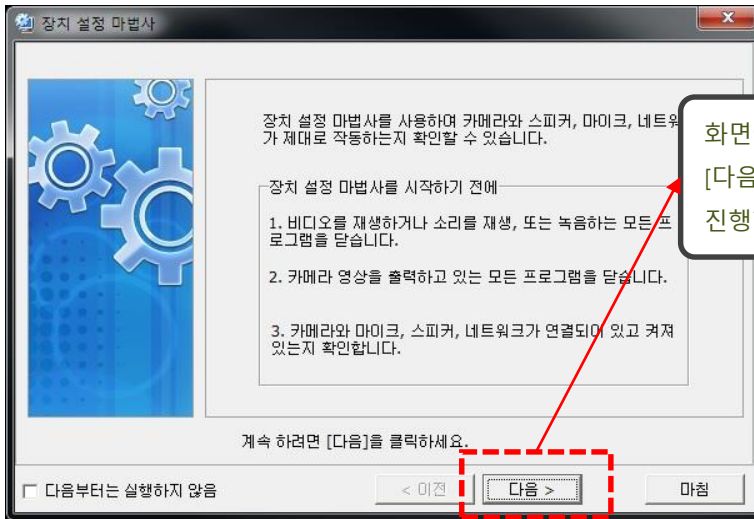 장치 설정 마법사
장치 설정 마법사를 사용하여 카메라와 스피커, 마이크, 네트워
가 제대로 작동하는지 확인할 수 있습니다.
장치 설정 마법사를 시작하기 전에
1. 비디오를 재생하거나 소리를 재생, 또는 녹음하는 모든 프
로그램을 닫습니다.
2. 카메라 영상을 출력하고 있는 모든 프로그램을 닫습니다.
3. 카메라와 마이크, 스피커, 네트워크가 연결되어 있고 켜져
있는지 확인합니다.
화면
[다음
진행
계속 하려면 [다음]을 클릭하세요.
다음부터는 실행하지 않음
< 이전
다음 >
마침